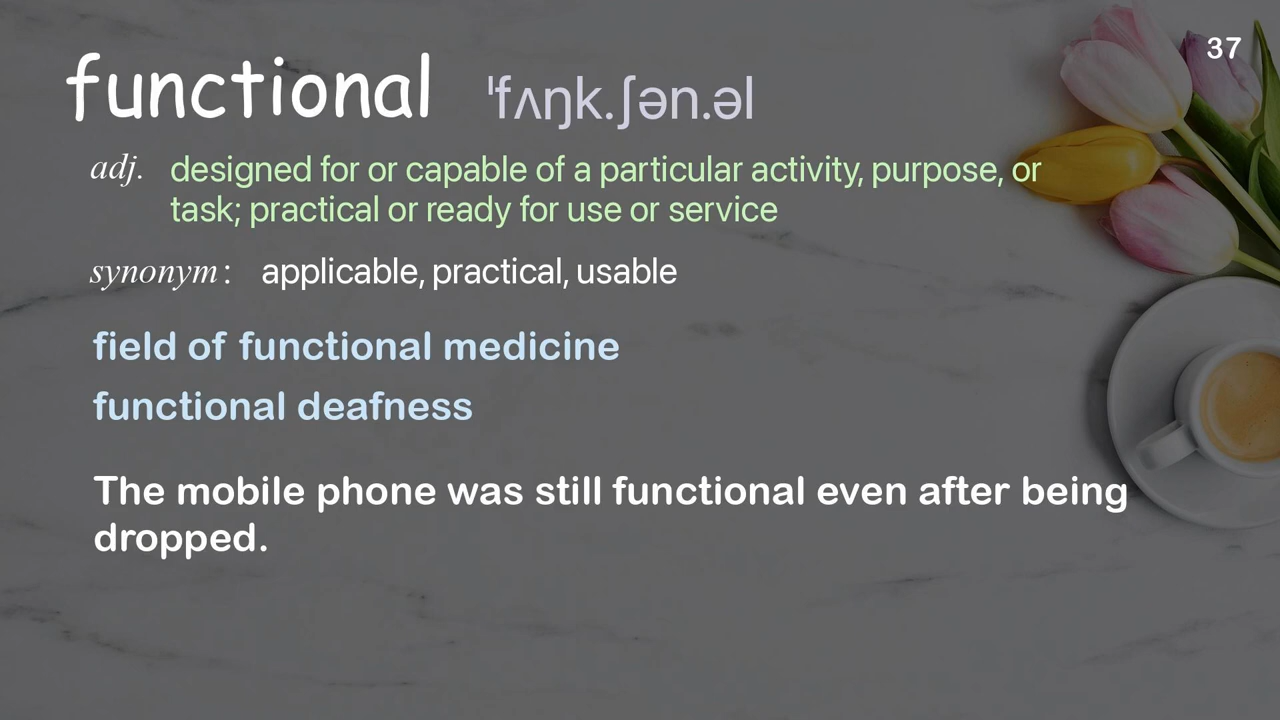 37
functional ˈfʌŋk.ʃən.əl
adj. designed for or capable of a particular activity, purpose, or
task; practical or ready for use or service
synonym: applicable, practical, usable
field of functional medicine
functional deafness
The mobile phone was still functional even after being
dropped.